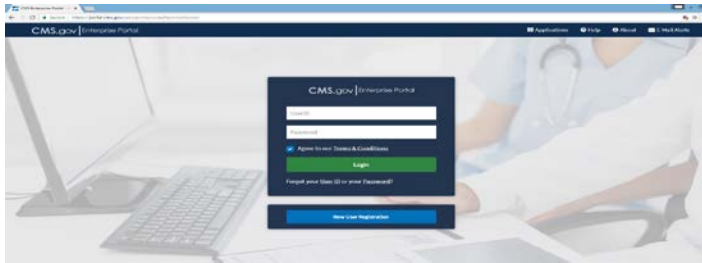 CMS.gov Enterprise Portal
Applications Help About E-Mail Alerts
CMS.gov Enterprise Portal
User ID
Password
Agree to our Terms & Conditions
Login
Forgot your User ID or your Password?
New User Registration